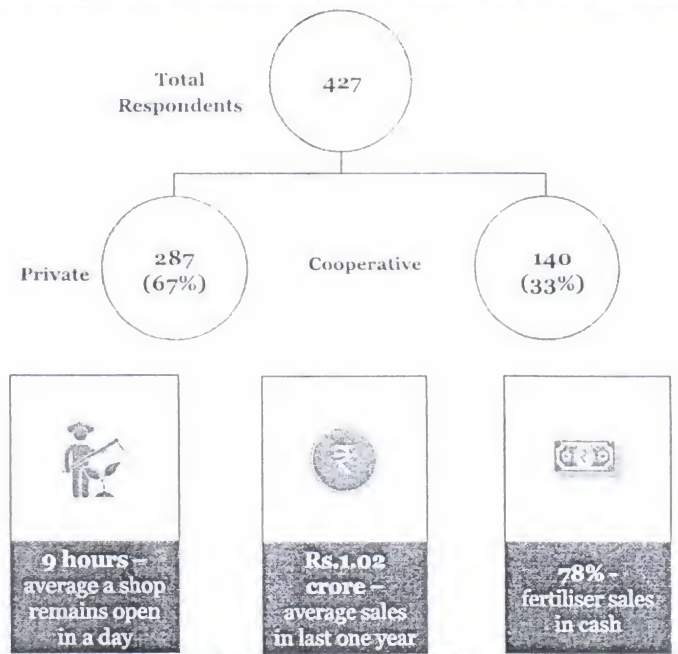 Total
Respondents
427
Private
287
(67%)
Cooperative
140
(33%)
9 hours –
average a shop
remains open
in a day
Rs.1.02
crore –
average sales
in last one year
78% -
fertiliser sales
in cash